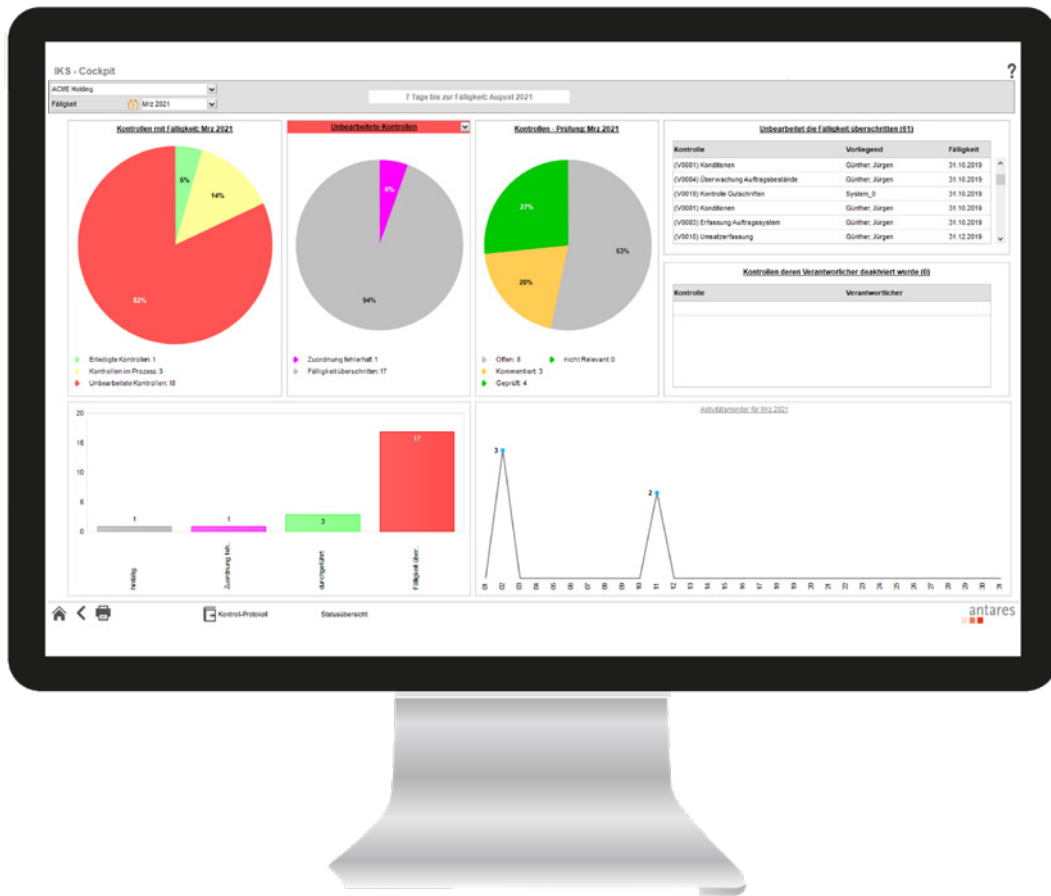 IKS - Cockpit
?
ACME Holding
Fälligkeit Mrz 2021
7 Tage bis zur Fälligkeit: August 2021
Kontrollen mit Fälligkeit: Mrz 2021
5%
14%
82%
Erledigte Kontrollen: 1
Kontrollen im Prozess: 3
Unbearbeitete Kontrollen: 18
Unbearbeitete Kontrollen
6%
94%
Zuordnung fehlerhaft: 1
Fälligkeit überschritten: 17
Kontrollen - Prüfung: Mrz 2021
27%
53%
20%
Offen: 8 nicht Relevant: 0
Kommentiert: 3
Geprüft: 4
Unbearbeitet die Fälligkeit überschritten (61)
Kontrolle Vorliegend Fälligkeit
(V0001) Konditionen Günther, Jürgen 31.10.2019
(V0004) Überwachung Auftragsbestände Günther, Jürgen 31.10.2019
(V0019) Kontrolle Gutschriften System_0 31.10.2019
(V0001) Konditionen Günther, Jürgen 31.10.2019
(V0003) Erfassung Auftragssystem Günther, Jürgen 31.10.2019
(V0010) Umsatzerfassung Günther, Jürgen 31.12.2019
Kontrollen deren Verantworlicher deaktiviert wurde (0)
Kontrolle Verantwortlicher
20
15
10
5
0
1
1
3
17
hinfällig
Zuordnung feh...
durchgeführt
Fälligkeit über...
Aktivitätsmonitor für Mrz 2021
3
2
01 02 03 04 05 06 07 08 09 10 11 12 13 14 15 16 17 18 19 20 21 22 23 24 25 26 27 28 29 30 31
Kontroll-Protokoll Statusübersicht
antares